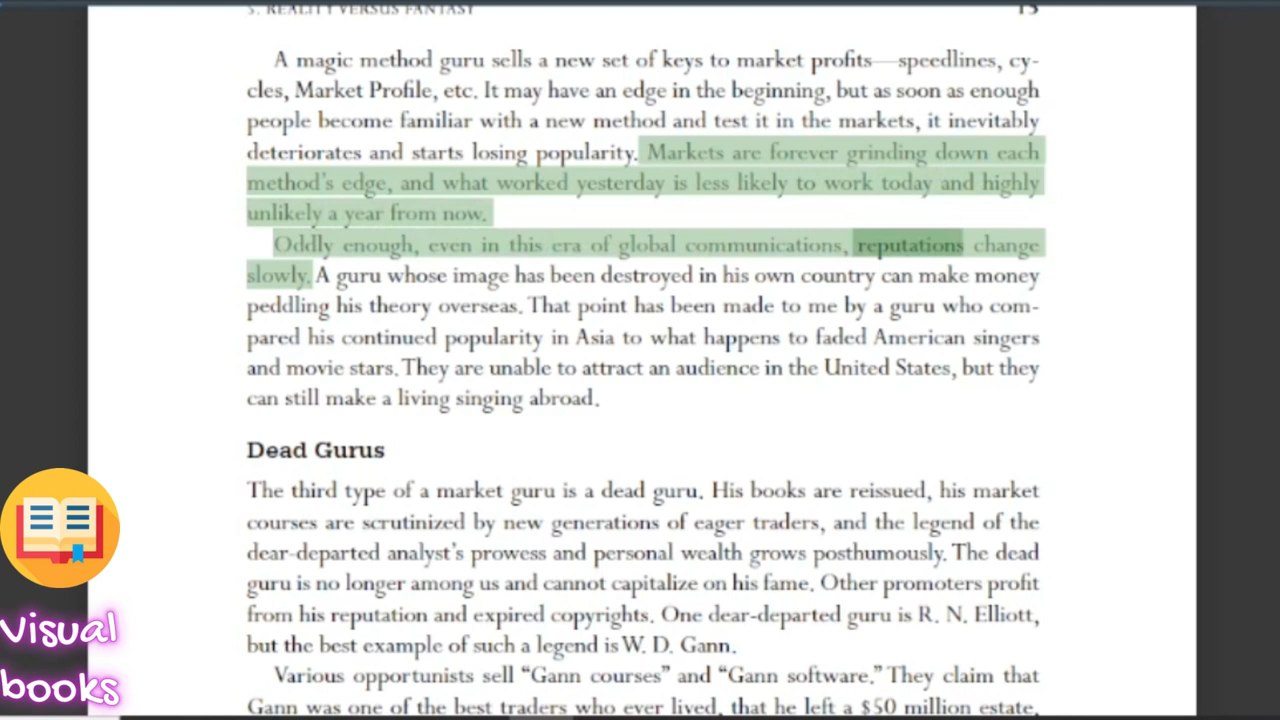 5. REALITY VERSUS FANTASY 15
A magic method guru sells a new set of keys to market profits—speedlines, cy-
cles, Market Profile, etc. It may have an edge in the beginning, but as soon as enough
people become familiar with a new method and test it in the markets, it inevitably
deteriorates and starts losing popularity. Markets are forever grinding down each
method's edge, and what worked yesterday is less likely to work today and highly
unlikely a year from now.
Oddly enough, even in this era of global communications, reputations change
slowly. A guru whose image has been destroyed in his own country can make money
peddling his theory overseas. That point has been made to me by a guru who com-
pared his continued popularity in Asia to what happens to faded American singers
and movie stars. They are unable to attract an audience in the United States, but they
can still make a living singing abroad.
Dead Gurus
The third type of a market guru is a dead guru. His books are reissued, his market
courses are scrutinized by new generations of eager traders, and the legend of the
dear-departed analyst's prowess and personal wealth grows posthumously. The dead
guru is no longer among us and cannot capitalize on his fame. Other promoters profit
from his reputation and expired copyrights. One dear-departed guru is R. N. Elliott,
but the best example of such a legend is W. D. Gann.
Various opportunists sell “Gann courses” and “Gann software.” They claim that
Gann was one of the best traders who ever lived, that he left a $50 million estate,
Visual
books